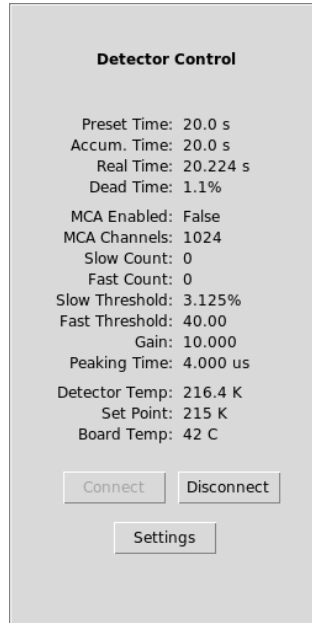 Detector Control
Preset Time: 20.0 s
Accum. Time: 20.0 s
Real Time: 20.224 s
Dead Time: 1.1%
MCA Enabled: False
MCA Channels: 1024
Slow Count: 0
Fast Count: 0
Slow Threshold: 3.125%
Fast Threshold: 40.00
Gain: 10.000
Peaking Time: 4.000 us
Detector Temp: 216.4 K
Set Point: 215 K
Board Temp: 42 C
Connect Disconnect
Settings